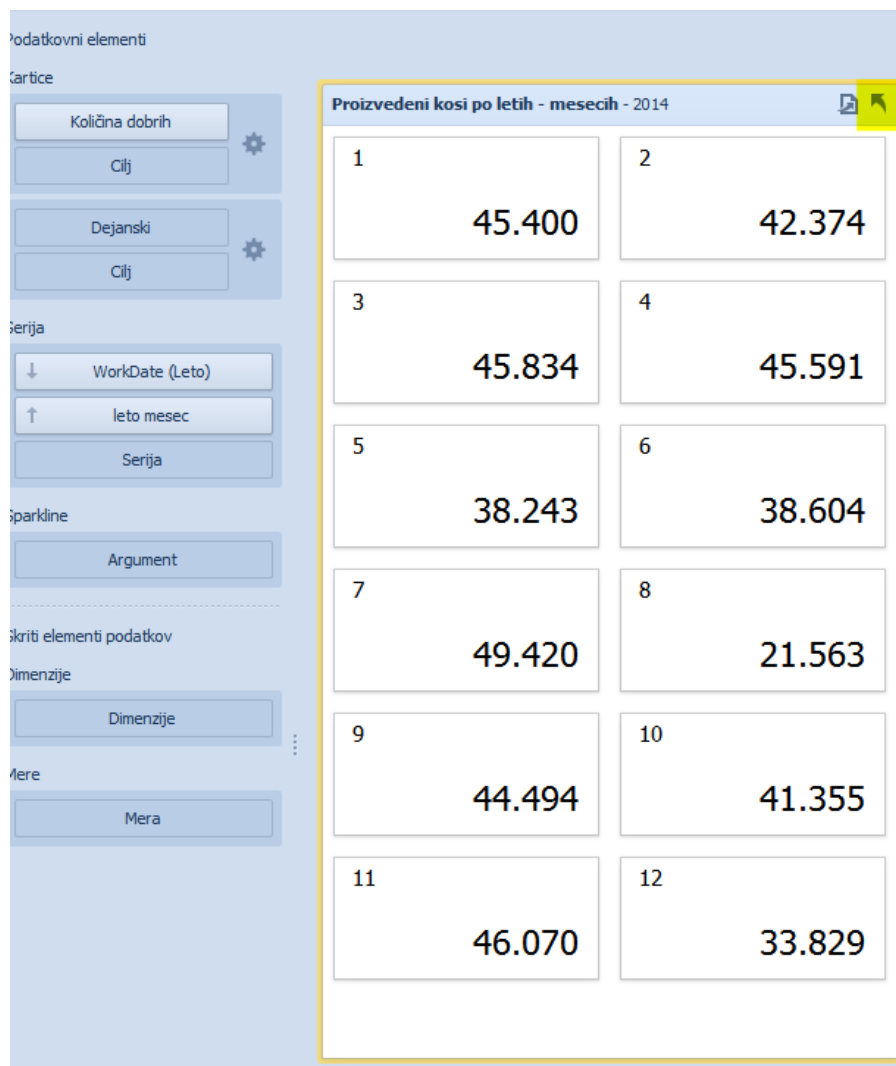 Podatkovni elementi
Kartice
Količina dobrih
Cilj
Dejanski
Cilj
Serija
WorkDate (Leto)
leto mesec
Serija
Sparkline
Argument
Skriti elementi podatkov
Dimenzije
Dimenzije
Mere
Mera
Proizvedeni kosi po letih - mesecih - 2014
1
45.400
2
42.374
3
45.834
4
45.591
5
38.243
6
38.604
7
49.420
8
21.563
9
44.494
10
41.355
11
46.070
12
33.829